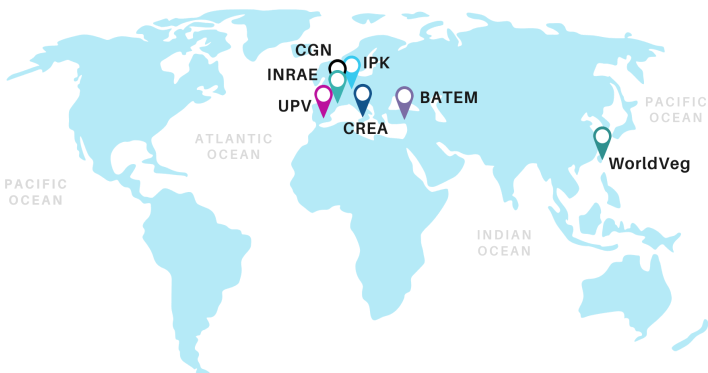 CGN
IPK
INRAE
BATEM
UPV
PACIFIC
OCEAN
CREA
ATLANTIC
OCEAN
WorldVeg
PACIFIC
OCEAN
INDIAN
OCEAN